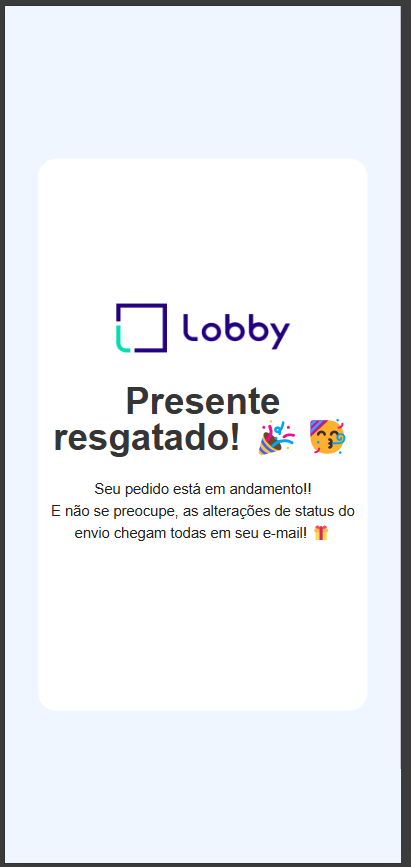 Lobby
Presente
resgatado! 🎉 🥳
Seu pedido está em andamento!!
E não se preocupe, as alterações de status do
envio chegam todas em seu e-mail! 🎁